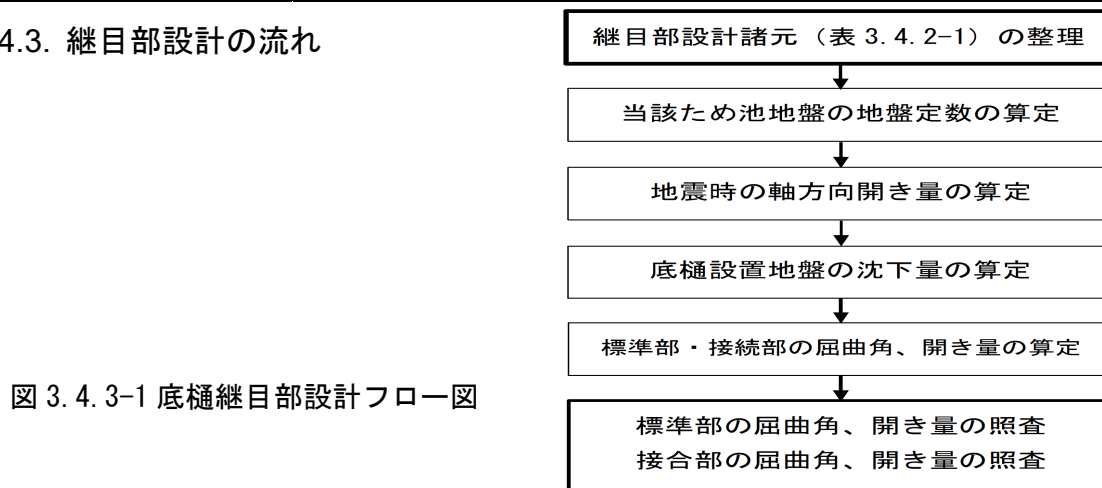 4.3. 継目部設計の流れ
継目部設計諸元（表 3.4.2-1）の整理
当該ため池地盤の地盤定数の算定
地震時の軸方向開き量の算定
底樋設置地盤の沈下量の算定
標準部・接続部の屈曲角、開き量の算定
標準部の屈曲角、開き量の照査
接合部の屈曲角、開き量の照査
図 3.4.3-1 底樋継目部設計フロー図